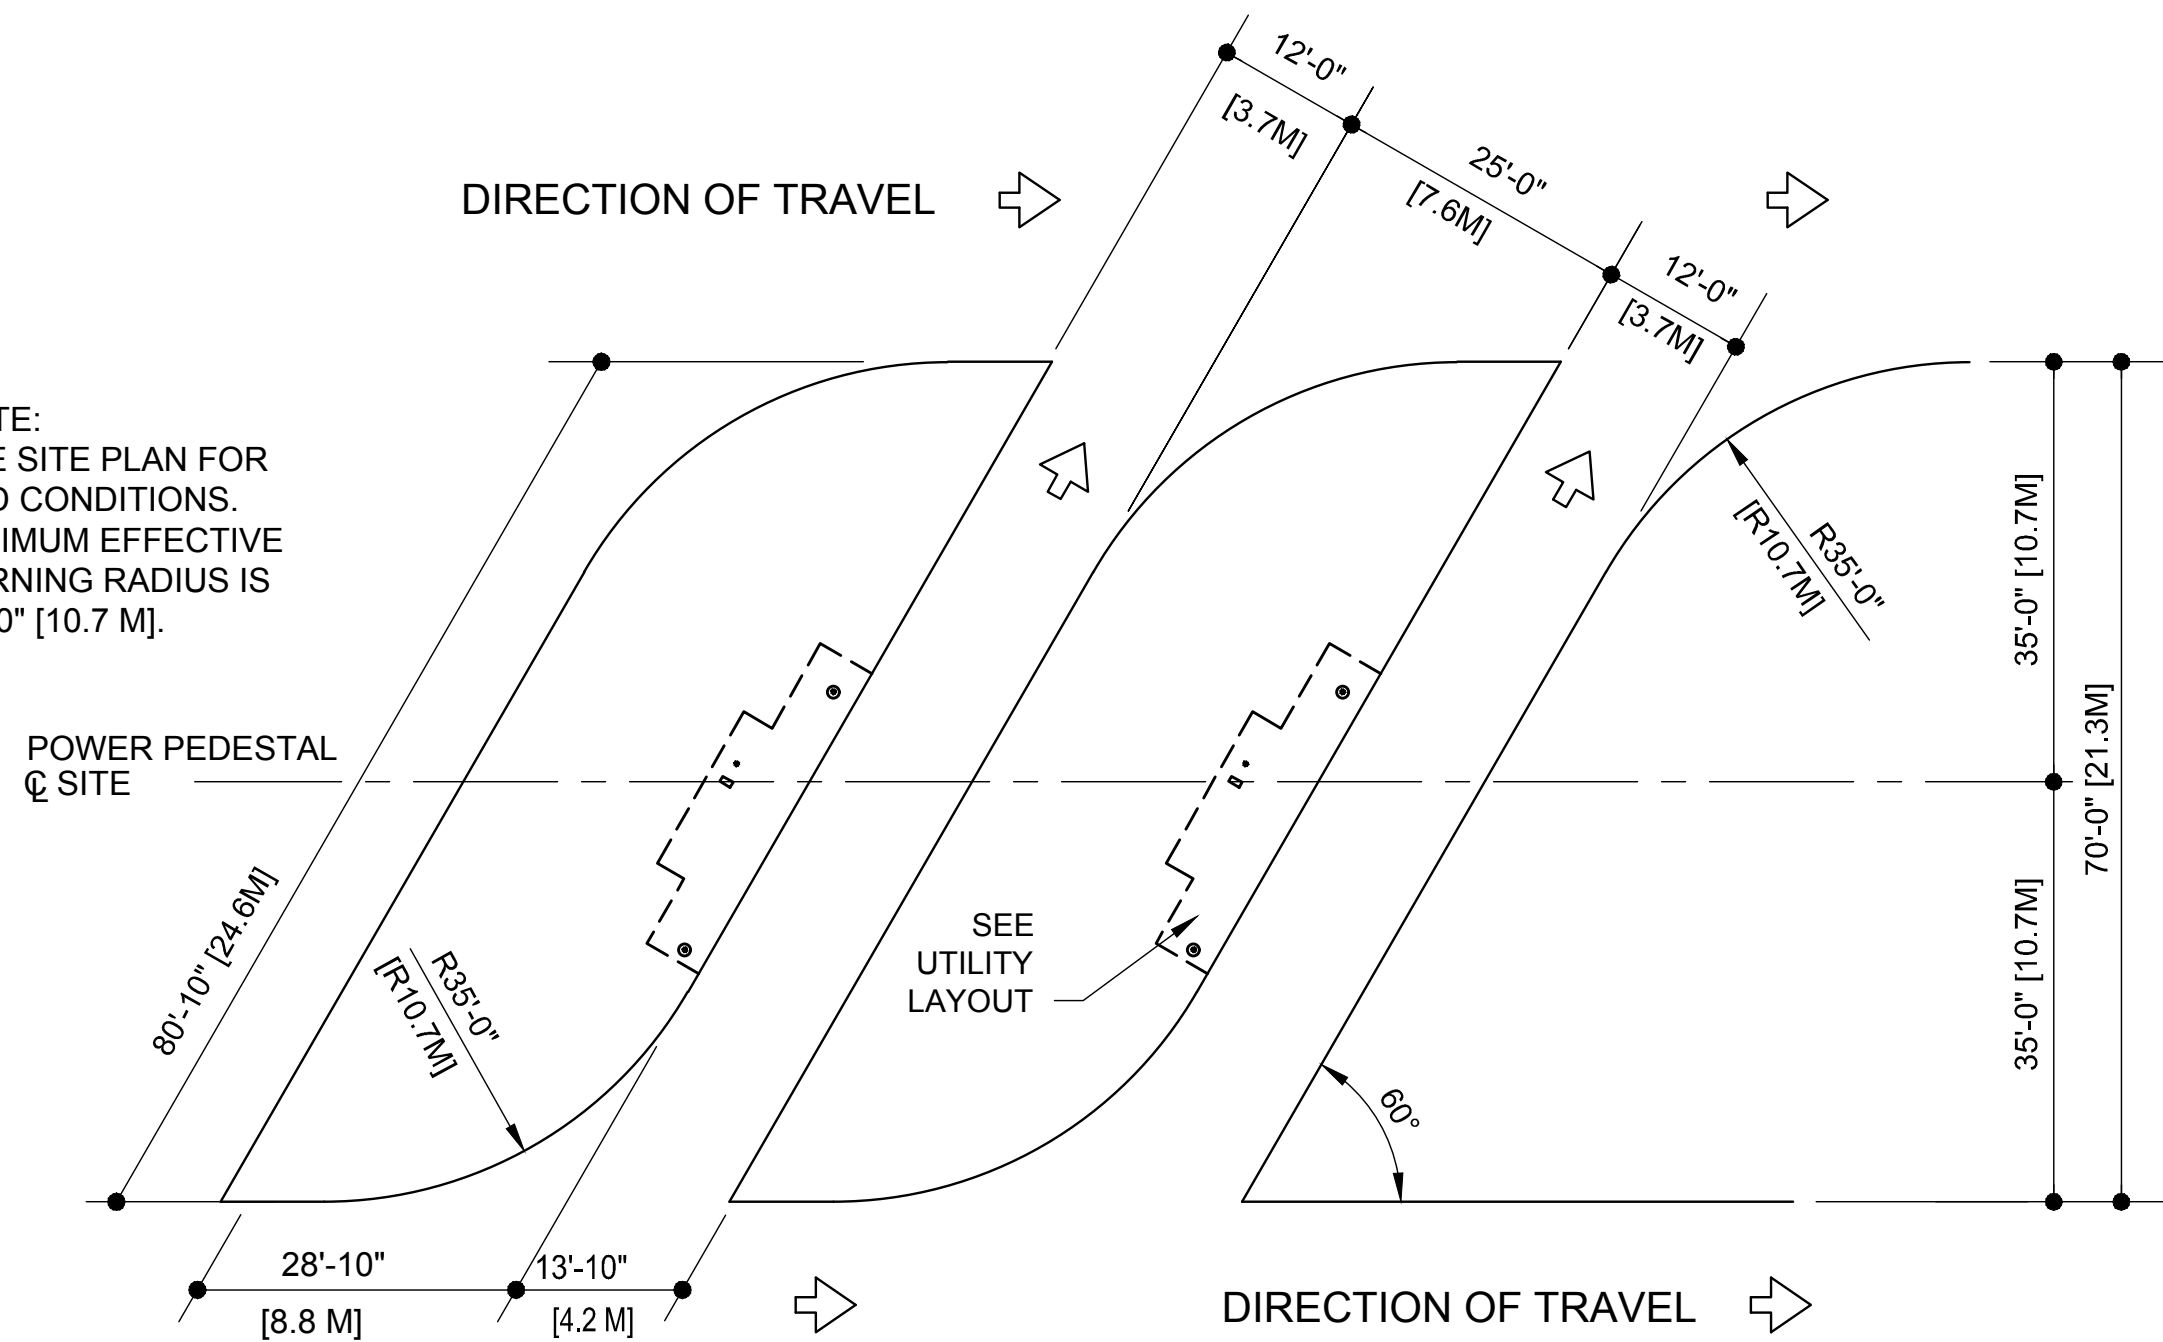 12'-0"
[3.7M]
25'-0"
[7.6M]
12'-0"
[3.7M]
DIRECTION OF TRAVEL
TE:
E SITE PLAN FOR
D CONDITIONS.
IMUM EFFECTIVE
RNING RADIUS IS
0" [10.7 M].
R35'-0"
[R10.7M]
35'-0" [10.7M]
70'-0" [21.3M]
35'-0" [10.7M]
POWER PEDESTAL
℄ SITE
80'-10" [24.6M]
R35'-0"
[R10.7M]
SEE
UTILITY
LAYOUT
60°
28'-10"
[8.8 M]
13'-10"
[4.2 M]
DIRECTION OF TRAVEL